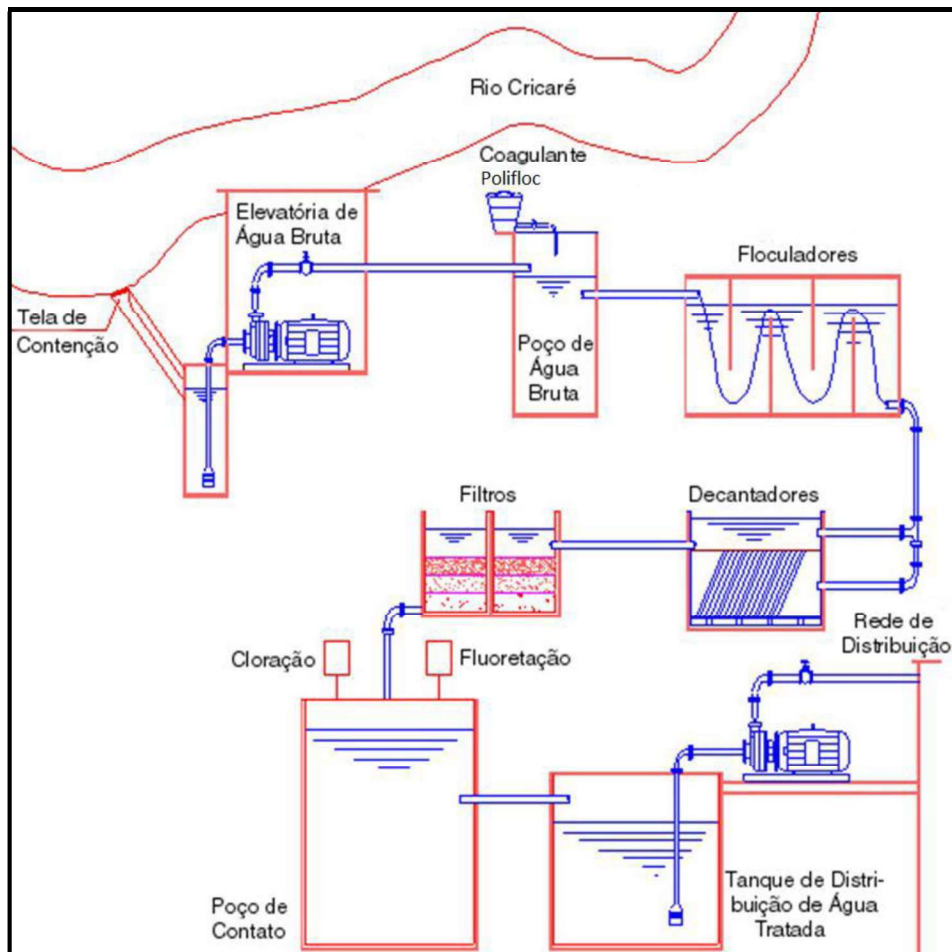 Rio Cricaré
Coagulante
Polifloc
Elevatória de
Água Bruta
Floculadores
Tela de
Contenção
Poço de
Água
Bruta
Filtros
Decantadores
Rede de
Distribuição
Cloração
Fluoretação
Poço de
Contato
Tanque de Distri-
buição de Água
Tratada